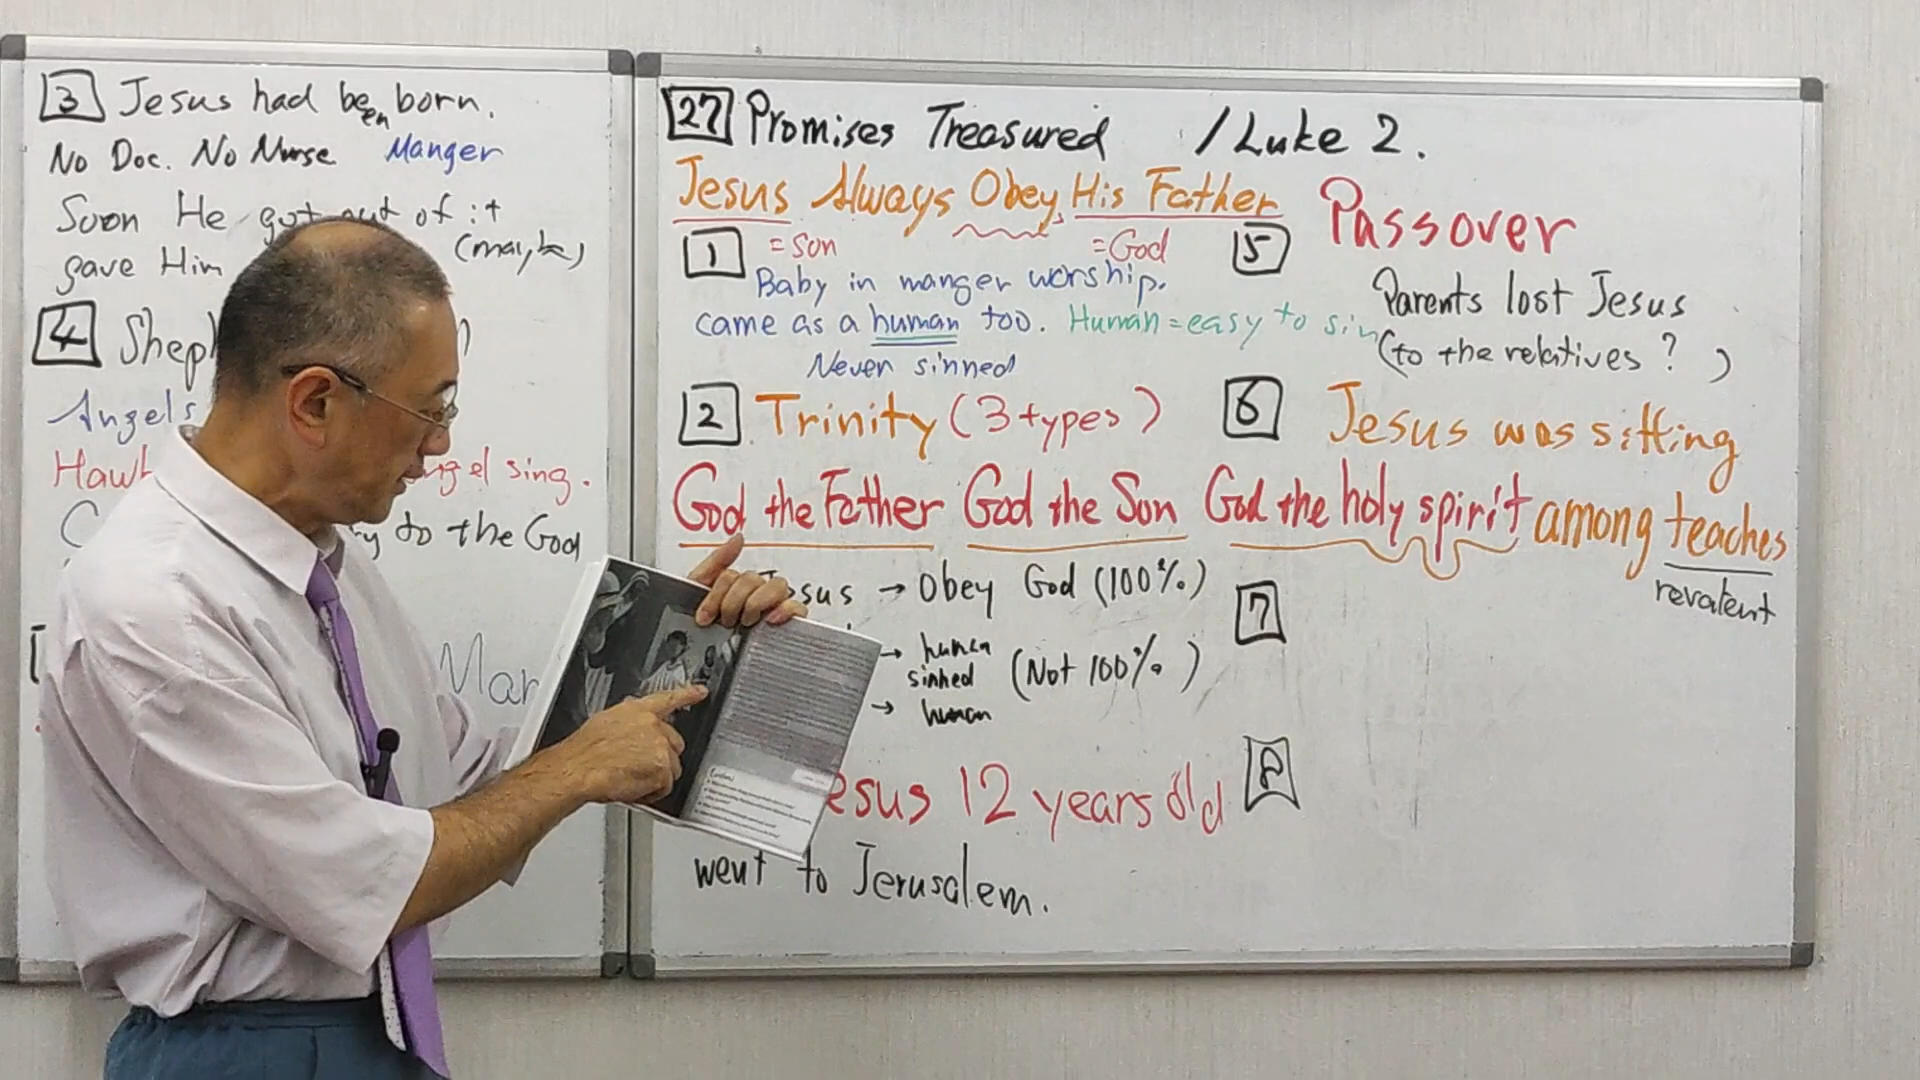 3 Jesus had been born.
No Doc. No Nurse Manger
Soon He got out of it
gave Him (maybe)
4 Sheph
Angels
Hawk angel sing.
to the God
Mar
27 Promises Treasured / Luke 2.
Jesus Always Obey His Father
= Son = God
1 Baby in manger worship.
came as a human too. Human = easy to sin
Never sinned
2 Trinity (3 types)
God the Father God the Son God the holy spirit
sus → Obey God (100%)
→ human
sinned (Not 100%)
→ human
esus 12 years old
went to Jerusalem.
5 Passover
Parents lost Jesus
(to the relatives? )
6 Jesus was sitting
among teaches
revalent
7
8